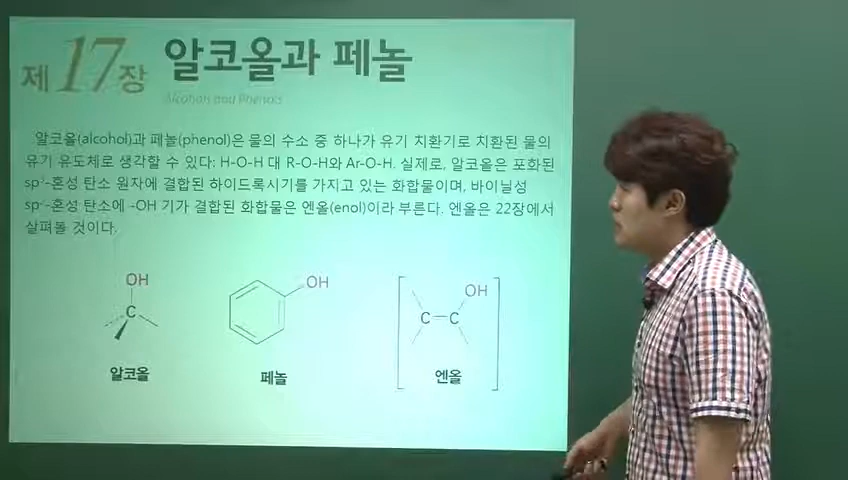 제 17장 알코올과 페놀
Alcohols and Phenols
알코올(alcohol)과 페놀(phenol)은 물의 수소 중 하나가 유기 치환기로 치환된 물의
유기 유도체로 생각할 수 있다: H-O-H 대 R-O-H와 Ar-O-H. 실제로, 알코올은 포화된
sp³-혼성 탄소 원자에 결합된 하이드록시기를 가지고 있는 화합물이며, 바이닐성
sp²-혼성 탄소에 -OH 기가 결합된 화합물은 엔올(enol)이라 부른다. 엔올은 22장에서
살펴볼 것이다.
OH
C
알코올
OH
페놀
OH
C C
엔올